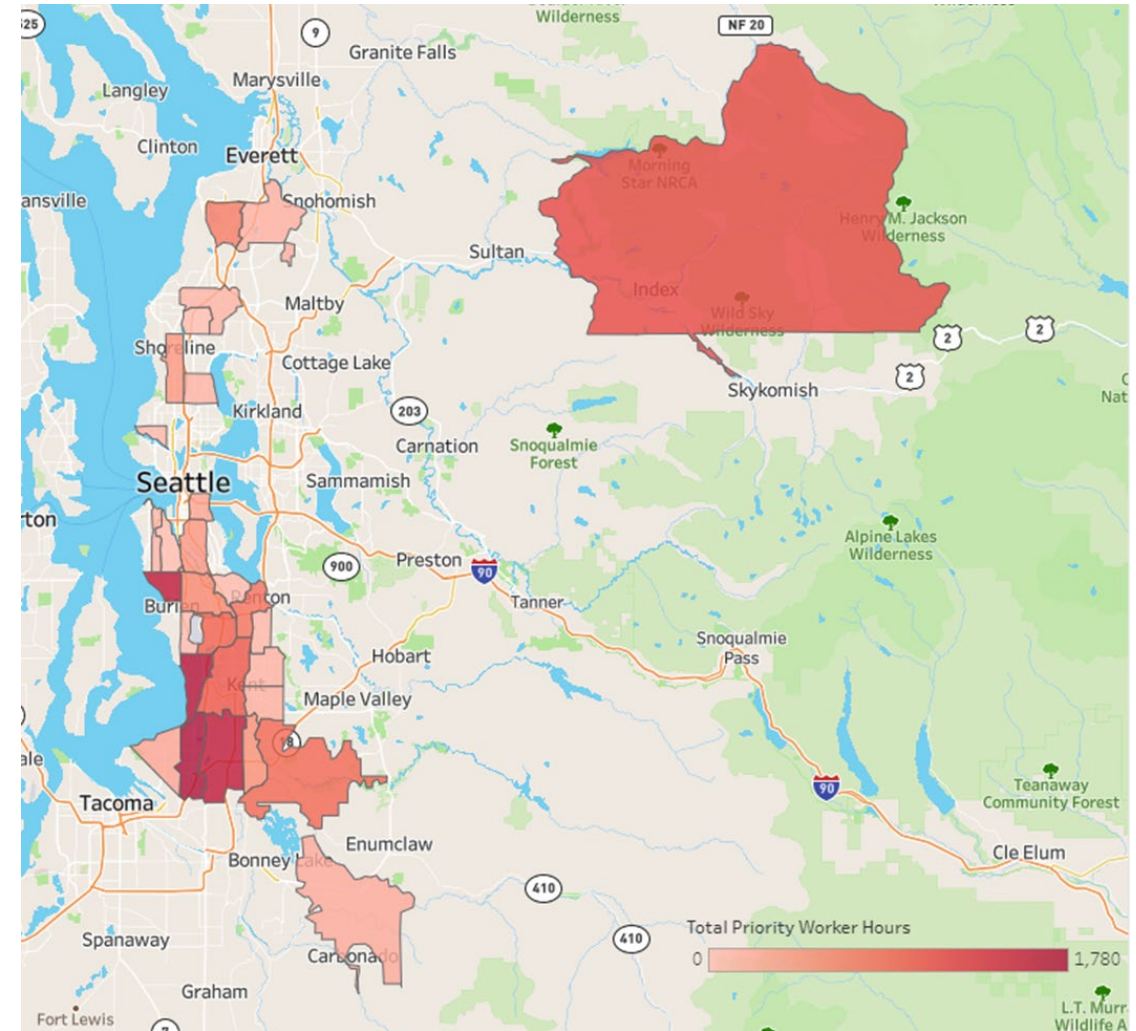 Wilderness
NF 20
9
Granite Falls
Langley
Marysville
Clinton
Everett
Morning
Star NRCA
Snohomish
Henry M. Jackson
Wilderness
Sultan
Index
Maltby
Wild Sky
Wilderness
2
2
2
Shoreline
Cottage Lake
Skykomish
Kirkland
203
Carnation
Snoqualmie
Forest
Seattle
Sammamish
Alpine Lakes
Wilderness
900
Preston
90
Burien
Renton
Tanner
Snoqualmie
Pass
Hobart
Kent
Maple Valley
18
90
Teanaway
Community Forest
Tacoma
Enumclaw
Cle Elum
Bonney Lake
410
Total Priority Worker Hours
0
1,780
410
Spanaway
Carbonado
Graham
Fort Lewis
L.T. Murr
Wildlife A